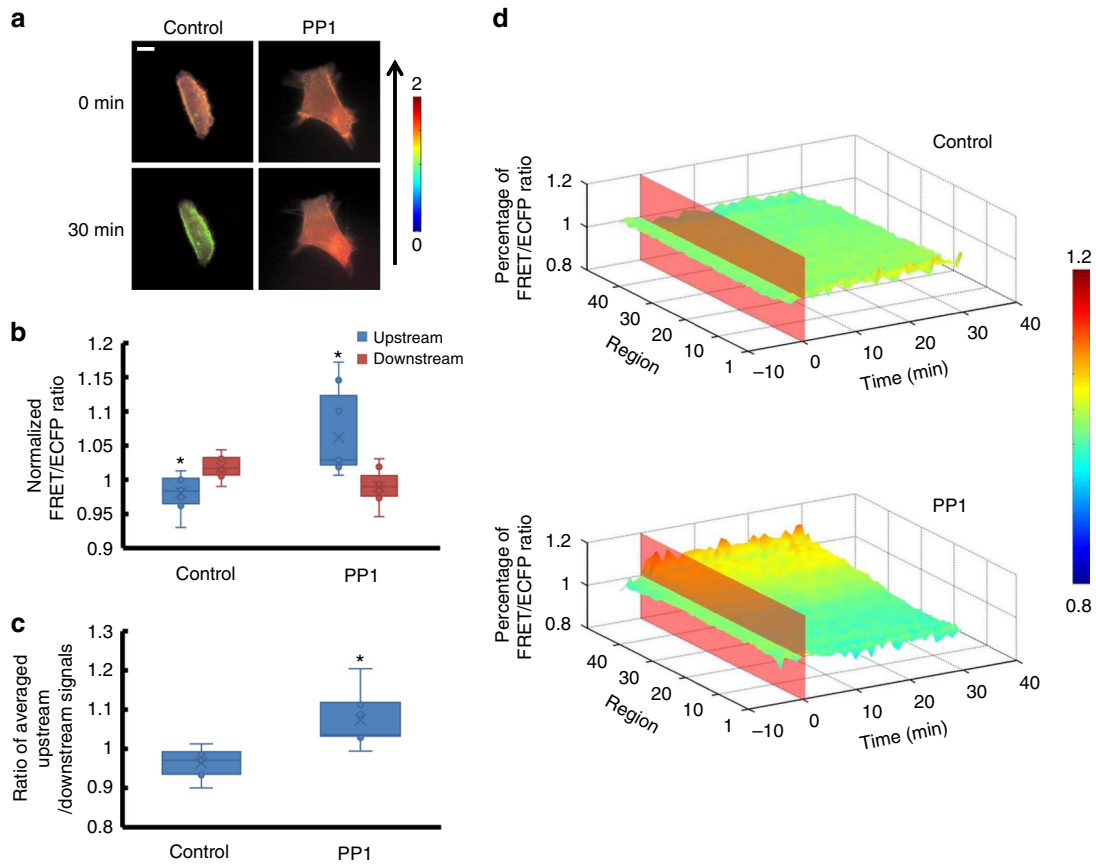 a
Control
PP1
0 min
30 min
2
0
b
Upstream
Downstream
Normalized
FRET/ECFP ratio
1.2
1.15
1.1
1.05
1
0.95
0.9
*
*
Control
PP1
c
Ratio of averaged
upstream
/downstream signals
1.3
1.2
1.1
1
0.9
0.8
*
Control
PP1
d
Control
Percentage of
FRET/ECFP ratio
1.2
1
0.8
40
30
20
10
1
Region
–10
0
10
20
30
40
Time (min)
PP1
Percentage of
FRET/ECFP ratio
1.2
1
0.8
40
30
20
10
1
Region
–10
0
10
20
30
40
Time (min)
1.2
0.8